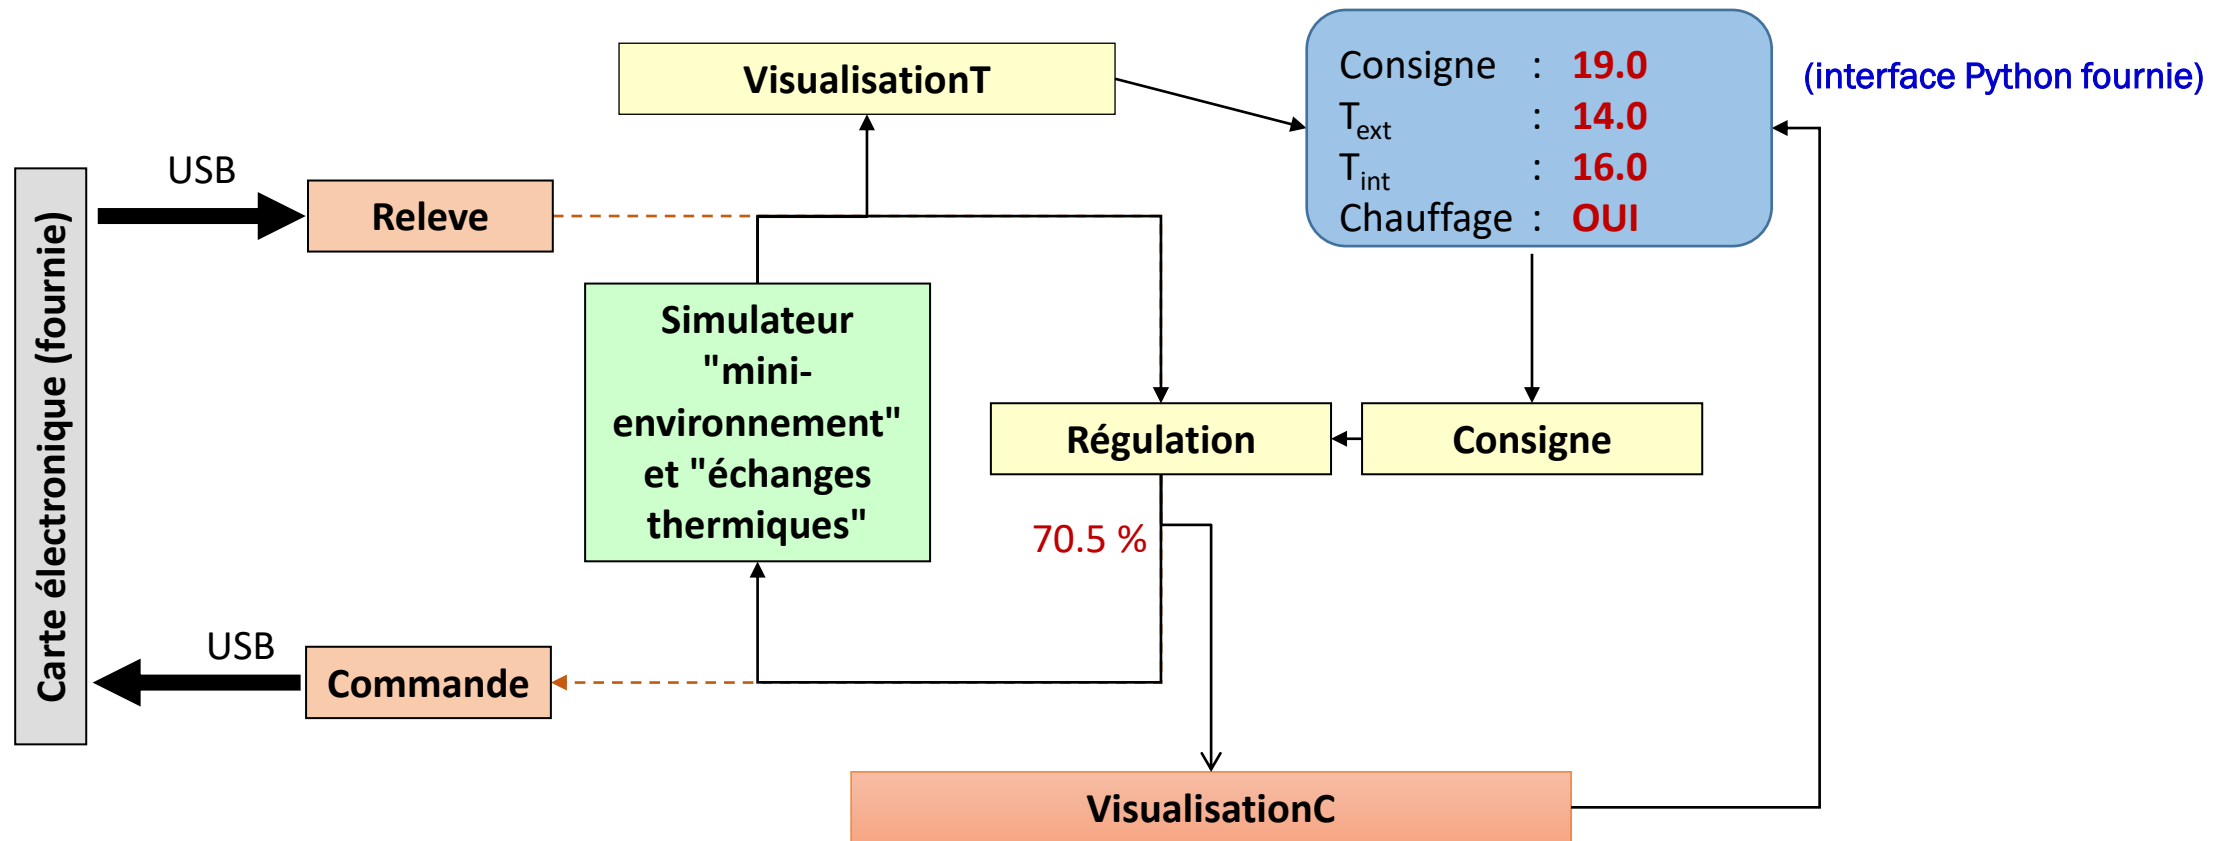 VisualisationT
Consigne : 19.0
Text : 14.0
Tint : 16.0
Chauffage : OUI
(interface Python fournie)
USB
Releve
Carte électronique (fournie)
Simulateur
"mini-
environnement"
et "échanges
thermiques"
Régulation
Consigne
70.5 %
USB
Commande
VisualisationC